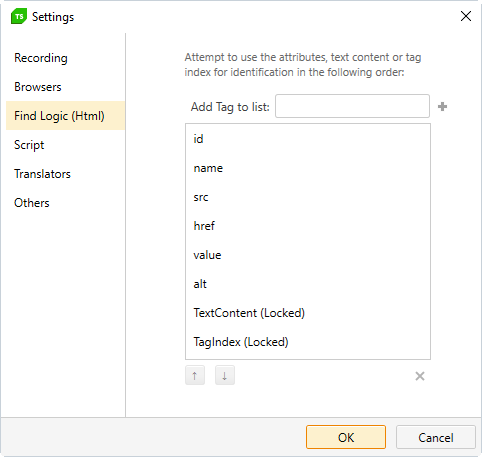 TS Settings
Recording
Browsers
Find Logic (Html)
Script
Translators
Others
Attempt to use the attributes, text content or tag
index for identification in the following order:
Add Tag to list:
id
name
src
href
value
alt
TextContent (Locked)
TagIndex (Locked)
OK
Cancel